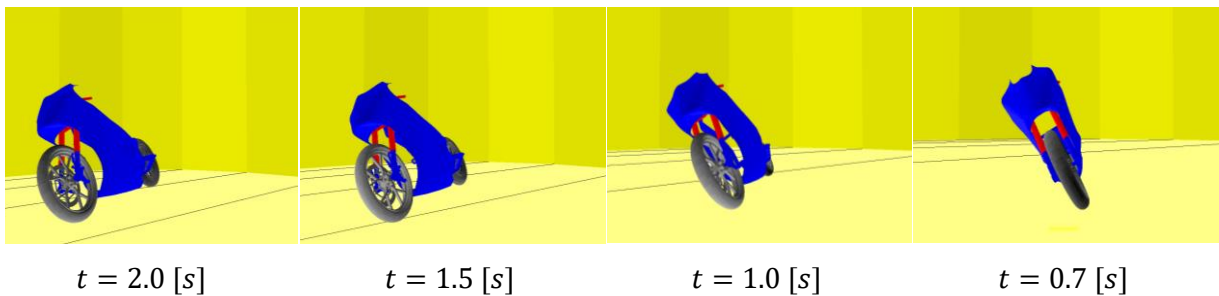 t = 2.0 [s]
t = 1.5 [s]
t = 1.0 [s]
t = 0.7 [s]